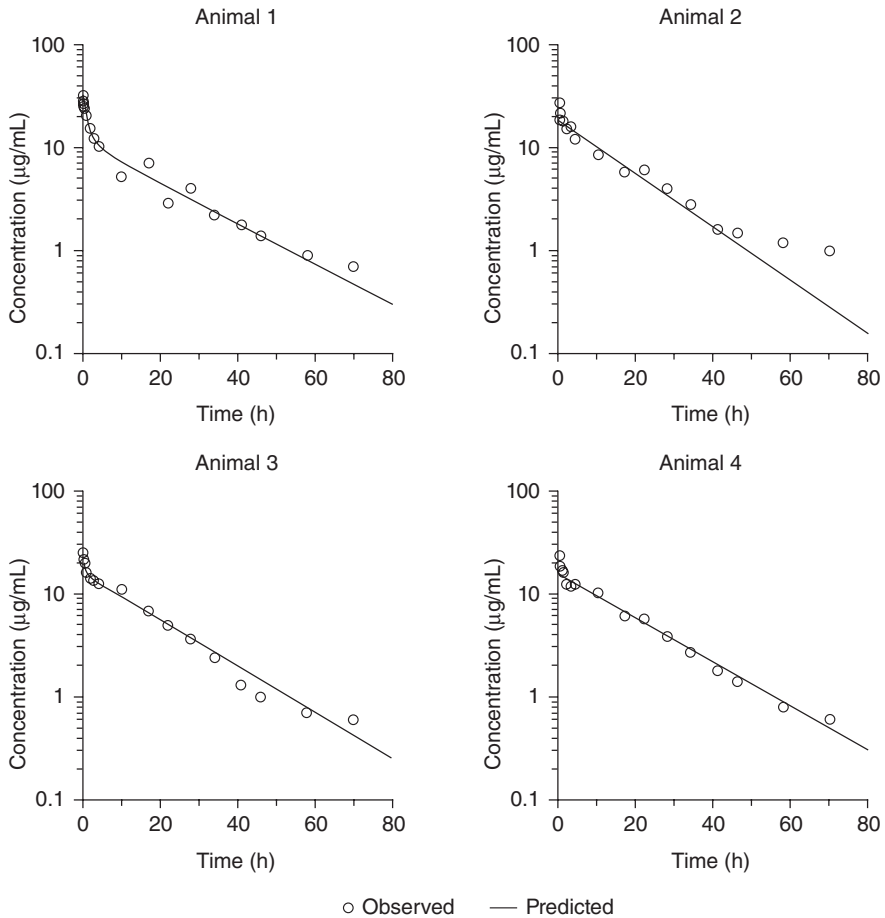 Animal 1
Animal 2
100
10
1
0.1
Concentration (μg/mL)
0 20 40 60 80
Time (h)
100
10
1
0.1
Concentration (μg/mL)
0 20 40 60 80
Time (h)
Animal 3
Animal 4
100
10
1
0.1
Concentration (μg/mL)
0 20 40 60 80
Time (h)
100
10
1
0.1
Concentration (μg/mL)
0 20 40 60 80
Time (h)
Observed Predicted